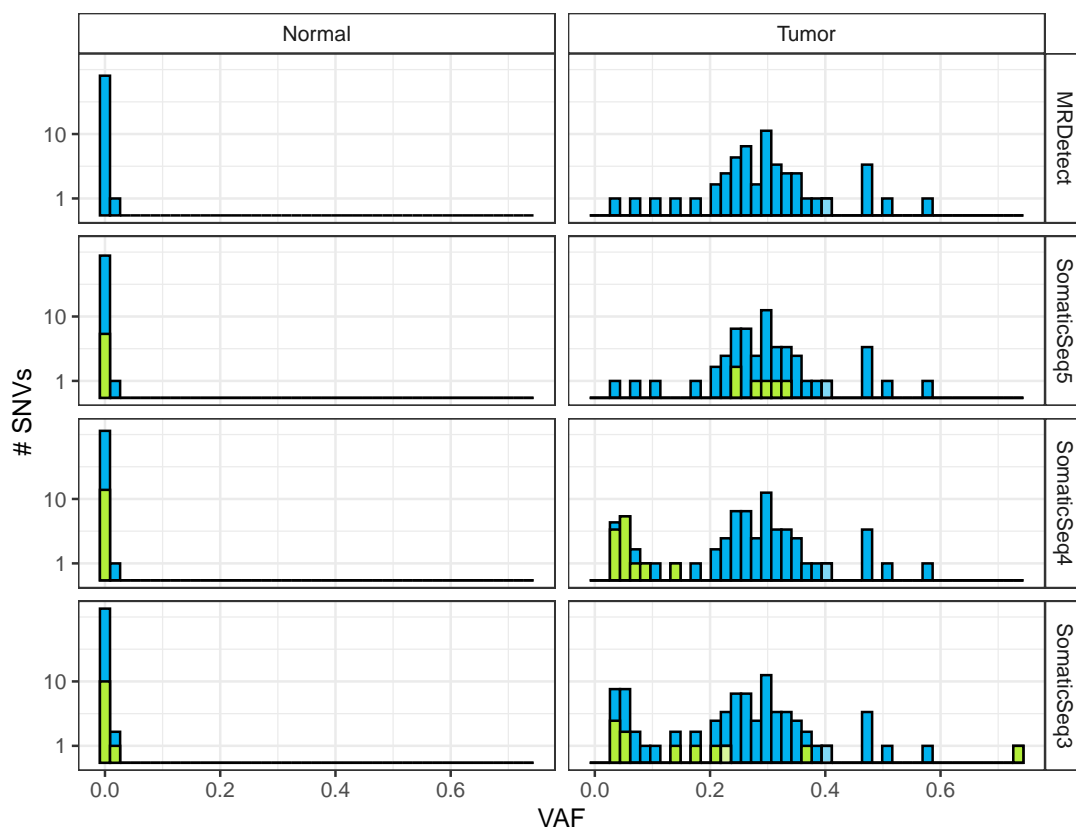 Normal
Tumor
10
1
MRDetect
10
1
SomaticSeq5
10
1
SomaticSeq4
10
1
SomaticSeq3
# SNVs
0.0
0.2
0.4
0.6
0.0
0.2
0.4
0.6
VAF